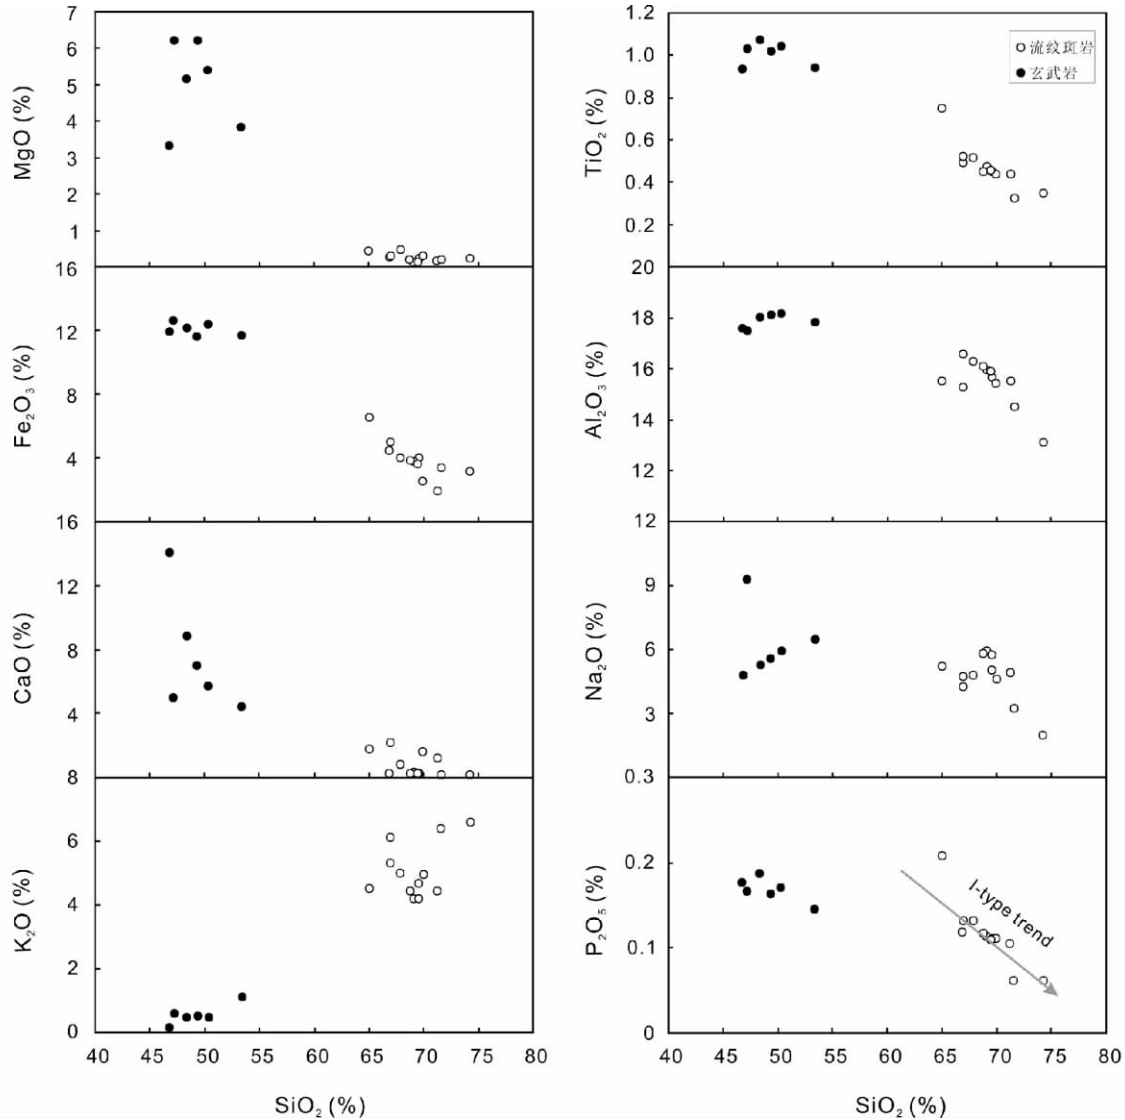 7
6
5
4
3
2
1
16
MgO (%)
1.2
1.0
0.8
0.6
0.4
0.2
20
TiO₂ (%)
流纹斑岩
玄武岩
12
8
4
16
Fe₂O₃ (%)
18
16
14
12
12
Al₂O₃ (%)
12
8
4
8
CaO (%)
9
6
3
0.3
Na₂O (%)
6
4
2
0
K₂O (%)
0.2
0.1
0
P₂O₅ (%)
I-type trend
40 45 50 55 60 65 70 75 80
SiO₂ (%)
40 45 50 55 60 65 70 75 80
SiO₂ (%)